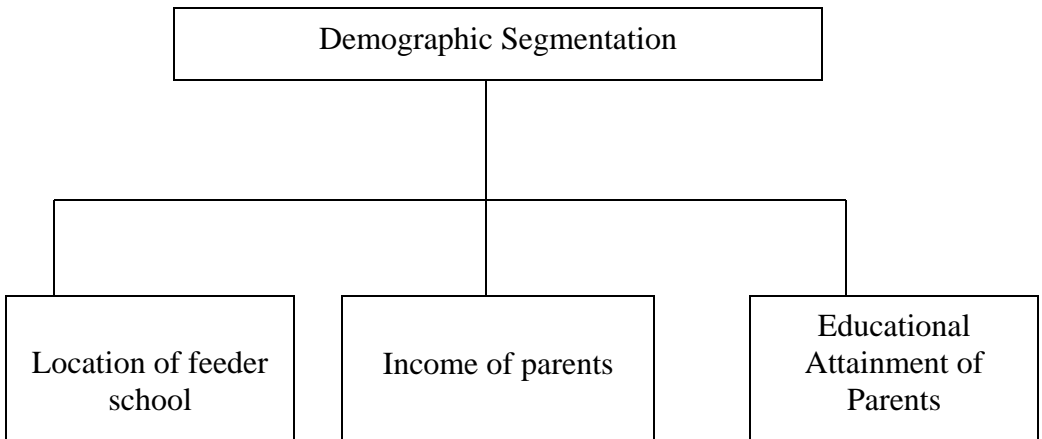 Demographic Segmentation
Location of feeder
school
Income of parents
Educational
Attainment of
Parents